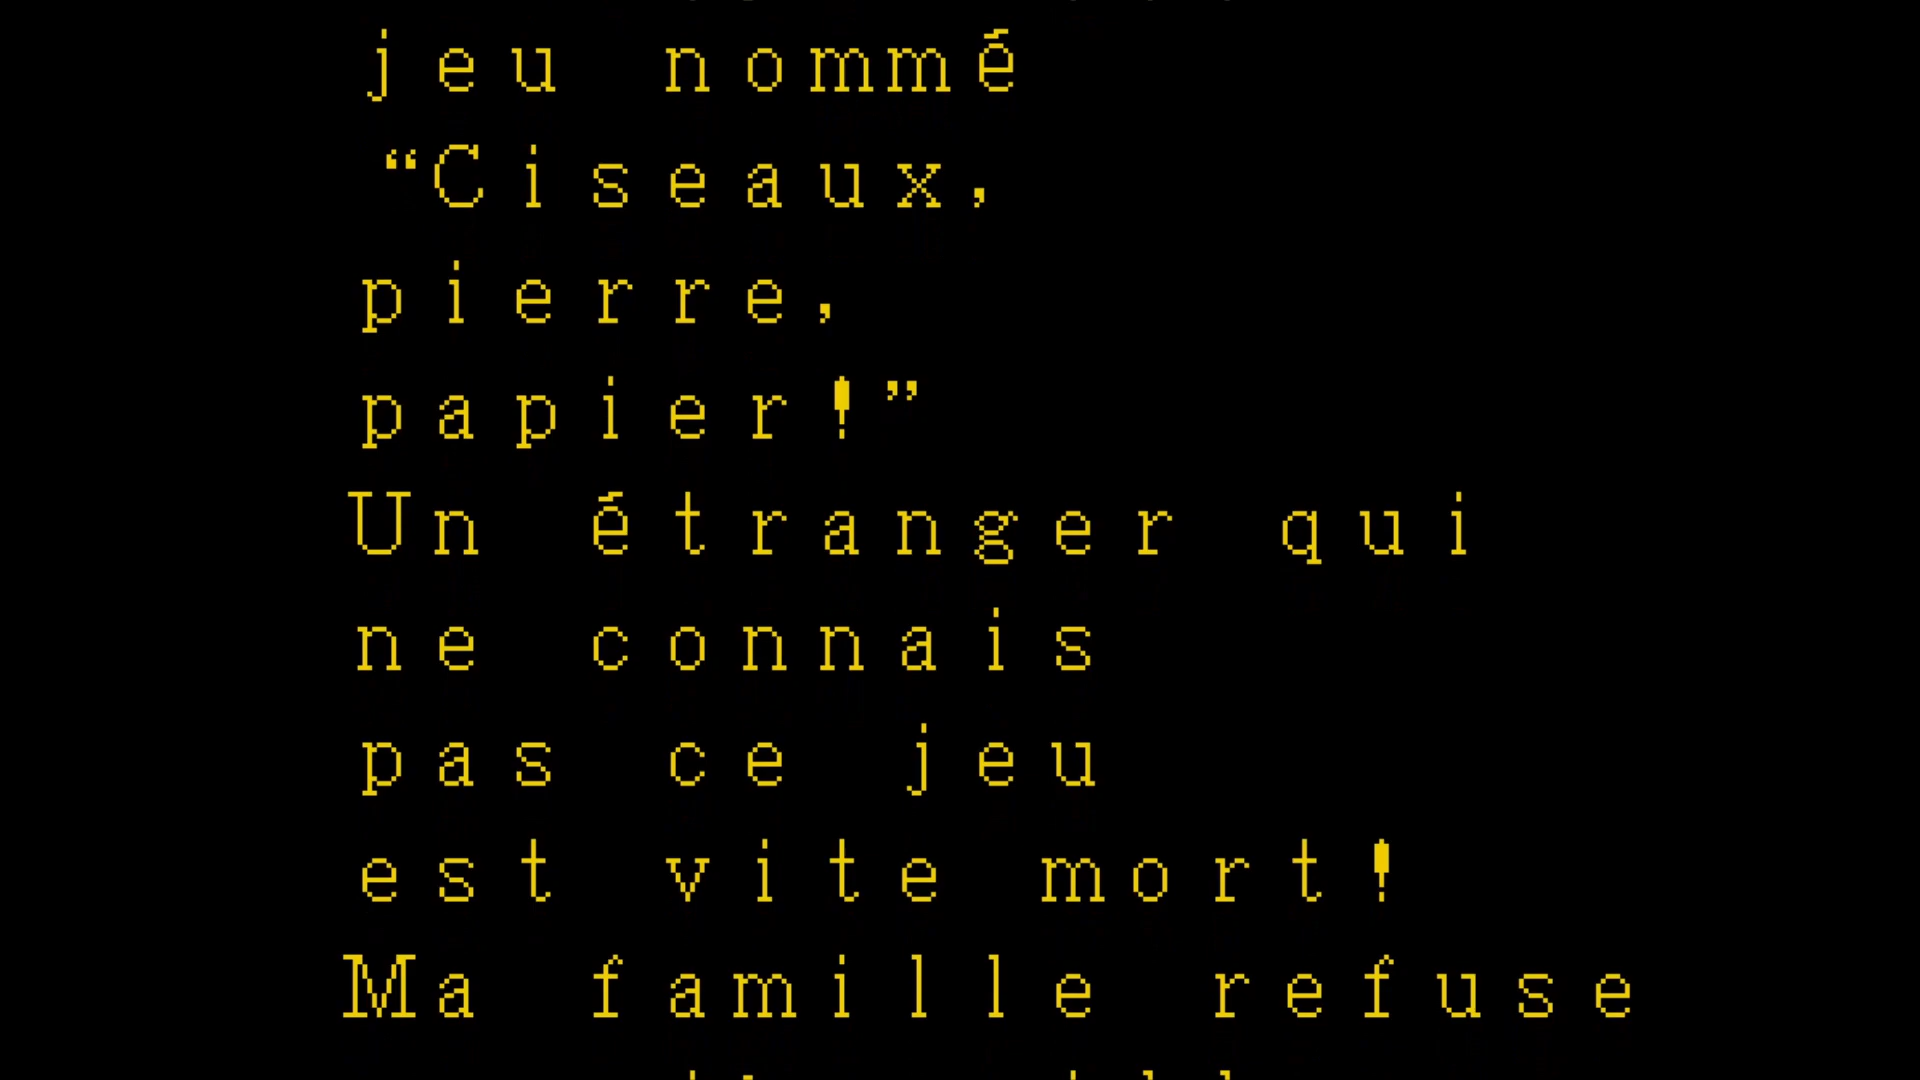 jeu nommé
“Ciseaux,
pierre,
papier!”
Un étranger qui
ne connais
pas ce jeu
est vite mort!
Ma famille refuse